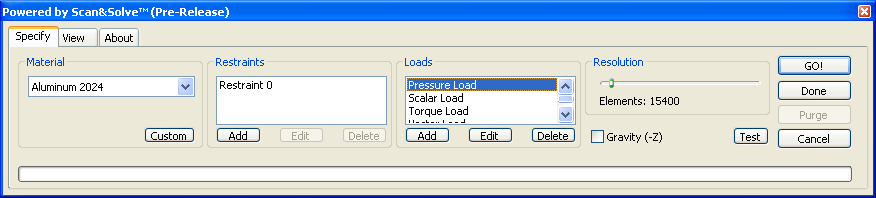 Powered by Scan&Solve™ (Pre-Release)
Specify View About
Material Restraints Loads Resolution
Aluminum 2024
Restraint 0
Pressure Load
Scalar Load
Torque Load
Vector Load
Elements: 15400
Custom
Add Edit Delete
Add Edit Delete
Gravity (-Z)
Test
GO!
Done
Purge
Cancel